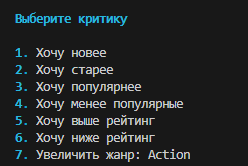 Выберите критику
1. Хочу новее
2. Хочу старее
3. Хочу популярнее
4. Хочу менее популярные
5. Хочу выше рейтинг
6. Хочу ниже рейтинг
7. Увеличить жанр: Action